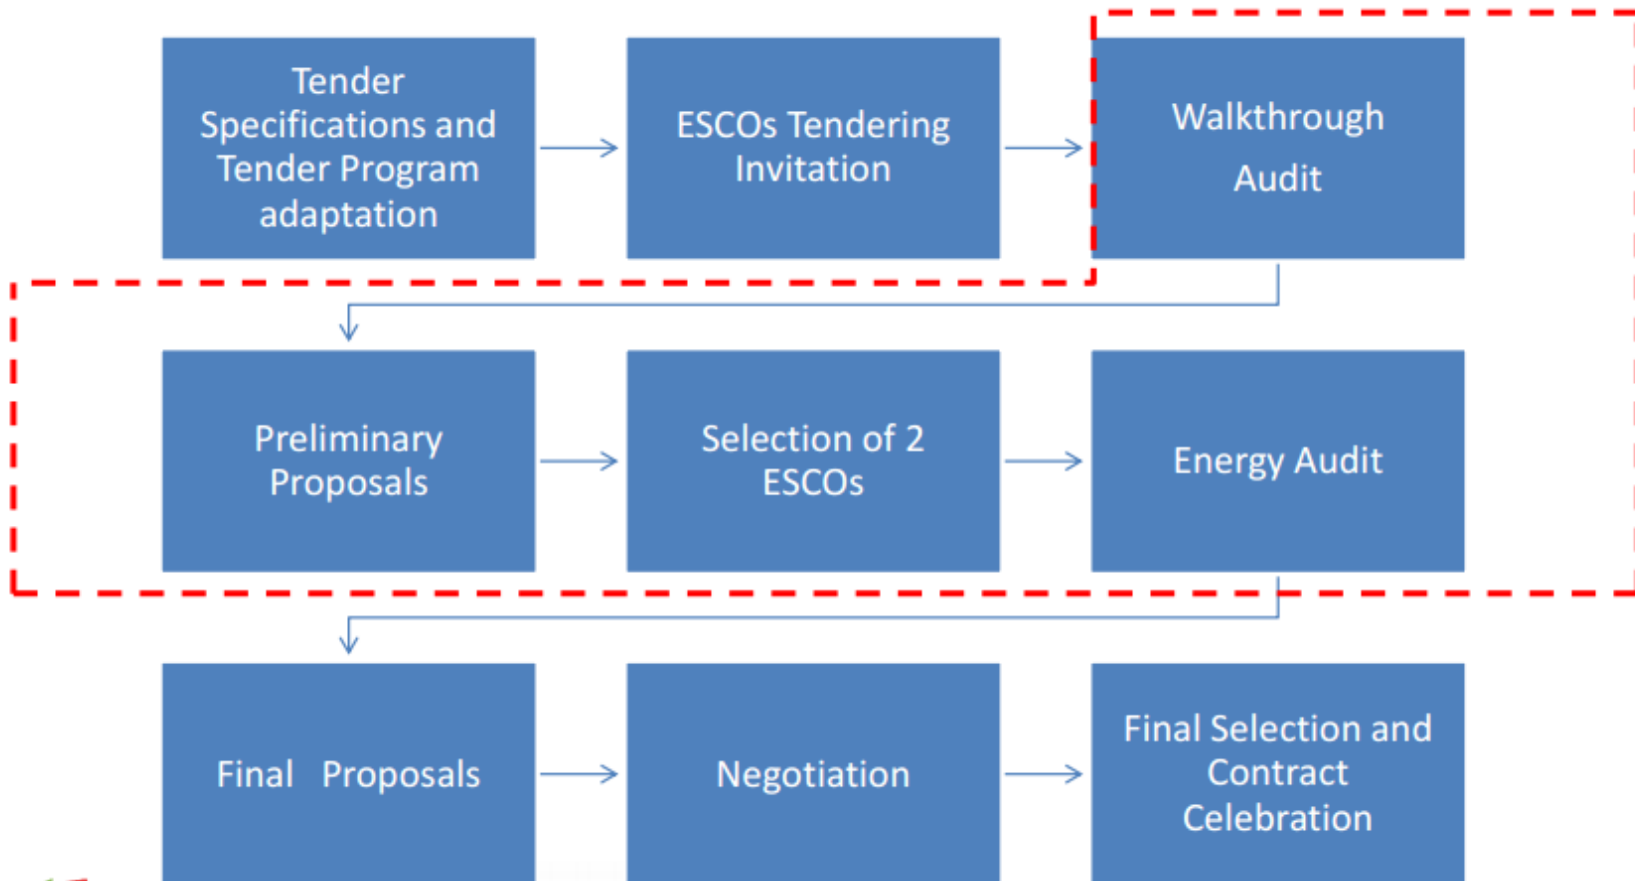 Tender
Specifications and
Tender Program
adaptation
ESCOs Tendering
Invitation
Walkthrough
Audit
Preliminary
Proposals
Selection of 2
ESCOs
Energy Audit
Final Proposals
Negotiation
Final Selection and
Contract
Celebration